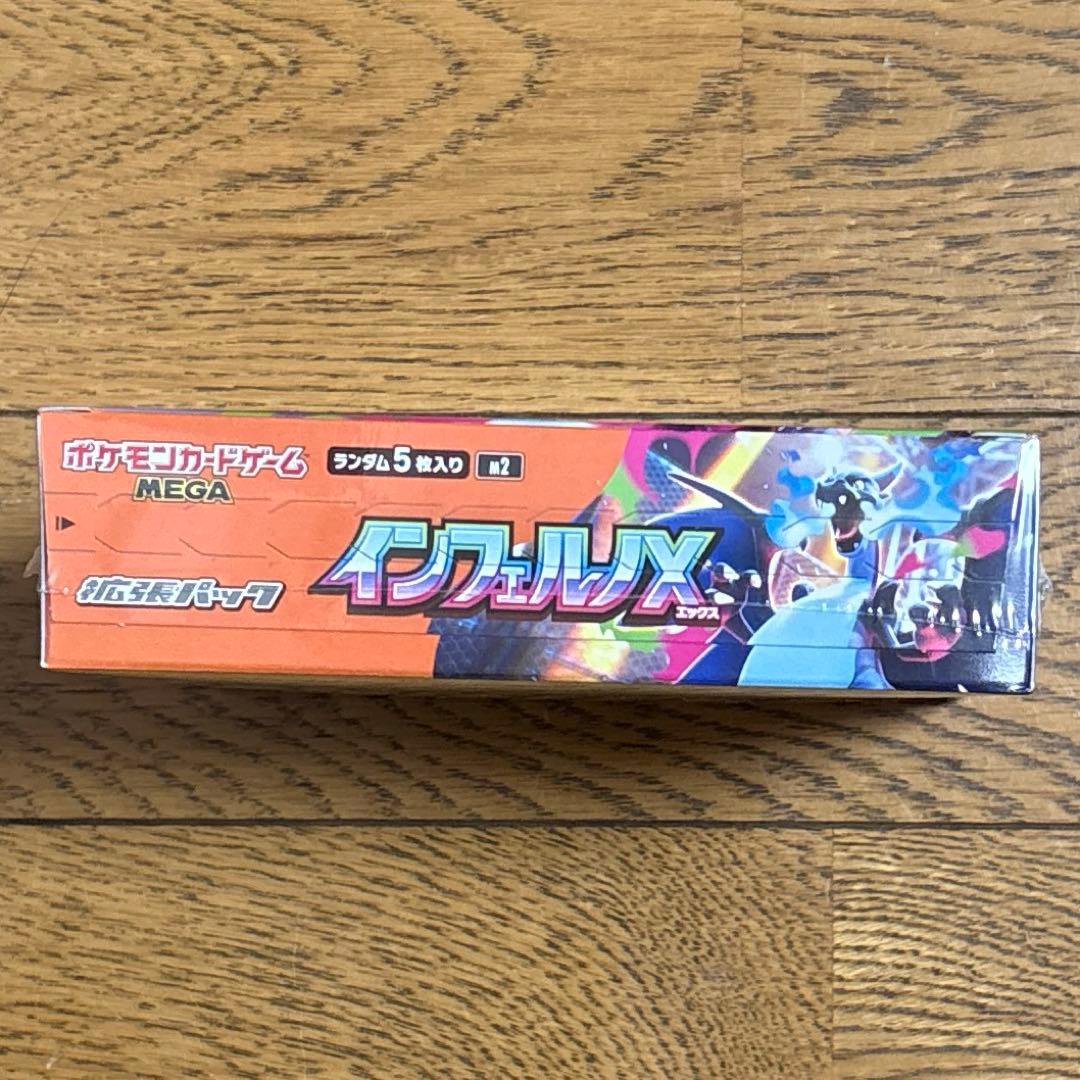 ポケモンカードゲーム
MEGA
ランダム5枚入り
M2
拡張パック
インフェルノX
エックス